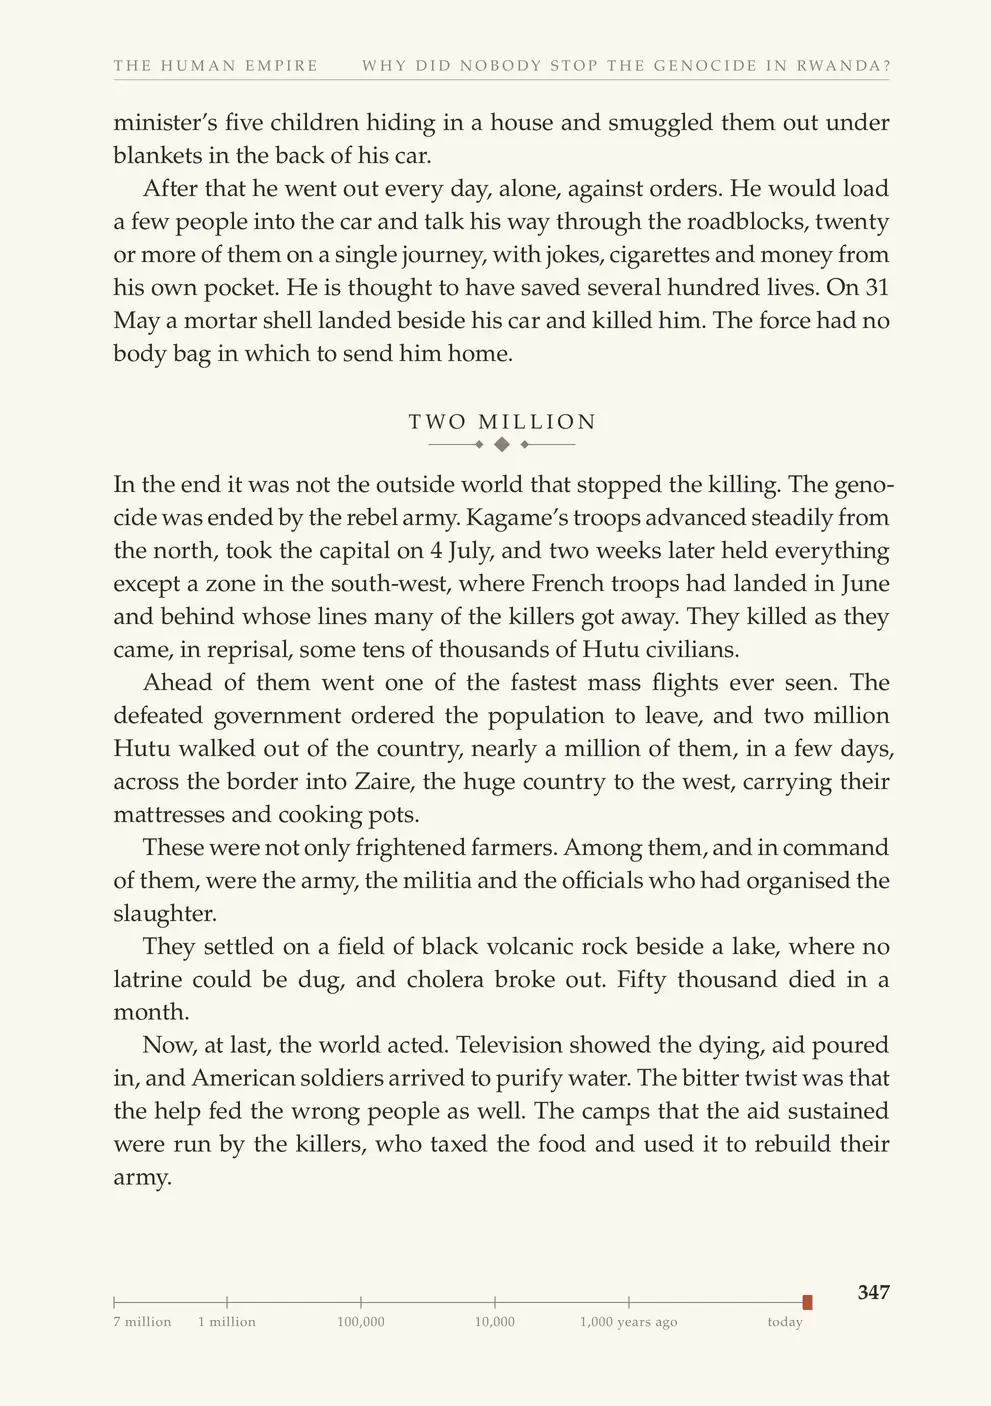 THE HUMAN EMPIRE WHY DID NOBODY STOP THE GENOCIDE IN RWANDA?
minister’s five children hiding in a house and smuggled them out under
blankets in the back of his car.
After that he went out every day, alone, against orders. He would load
a few people into the car and talk his way through the roadblocks, twenty
or more of them on a single journey, with jokes, cigarettes and money from
his own pocket. He is thought to have saved several hundred lives. On 31
May a mortar shell landed beside his car and killed him. The force had no
body bag in which to send him home.
TWO MILLION
In the end it was not the outside world that stopped the killing. The geno-
cide was ended by the rebel army. Kagame’s troops advanced steadily from
the north, took the capital on 4 July, and two weeks later held everything
except a zone in the south-west, where French troops had landed in June
and behind whose lines many of the killers got away. They killed as they
came, in reprisal, some tens of thousands of Hutu civilians.
Ahead of them went one of the fastest mass flights ever seen. The
defeated government ordered the population to leave, and two million
Hutu walked out of the country, nearly a million of them, in a few days,
across the border into Zaire, the huge country to the west, carrying their
mattresses and cooking pots.
These were not only frightened farmers. Among them, and in command
of them, were the army, the militia and the officials who had organised the
slaughter.
They settled on a field of black volcanic rock beside a lake, where no
latrine could be dug, and cholera broke out. Fifty thousand died in a
month.
Now, at last, the world acted. Television showed the dying, aid poured
in, and American soldiers arrived to purify water. The bitter twist was that
the help fed the wrong people as well. The camps that the aid sustained
were run by the killers, who taxed the food and used it to rebuild their
army.
347
7 million 1 million 100,000 10,000 1,000 years ago today